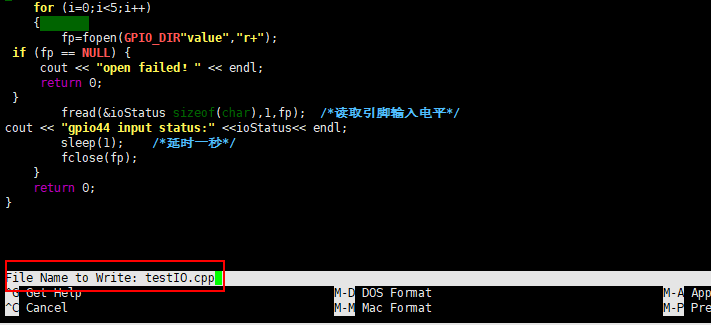 for (i=0;i<5;i++)
{
fp=fopen(GPIO_DIR"value","r+");
if (fp == NULL) {
cout << "open failed! " << endl;
return 0;
}
fread(&ioStatus sizeof(char),1,fp);  /*读取引脚输入电平*/
cout << "gpio44 input status:" <<ioStatus<< endl;
sleep(1);    /*延时一秒*/
fclose(fp);
}
return 0;
}
File Name to Write: testIO.cpp
^G Get Help M-D DOS Format M-A App
^C Cancel M-M Mac Format M-P Pre